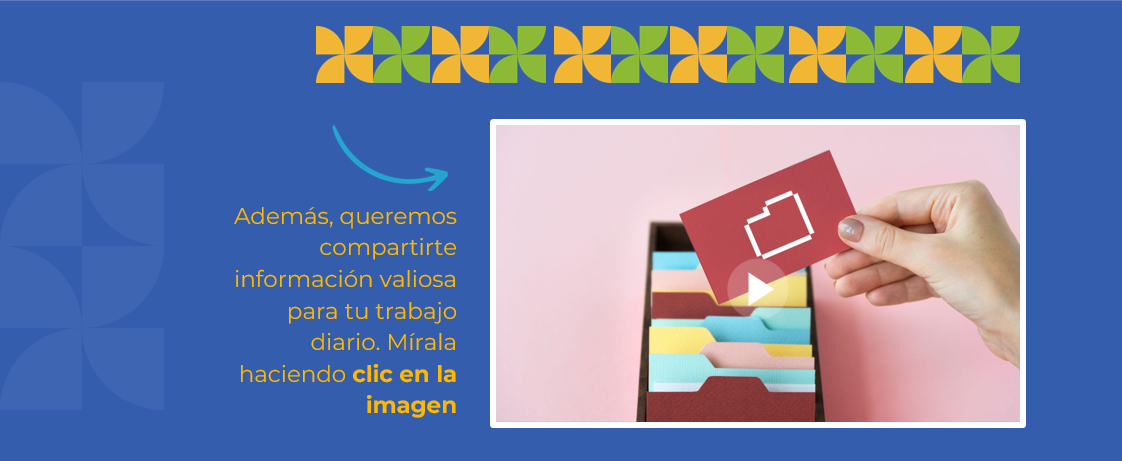 Además, queremos
compartirte
información valiosa
para tu trabajo
diario. Mírala
haciendo clic en la
imagen